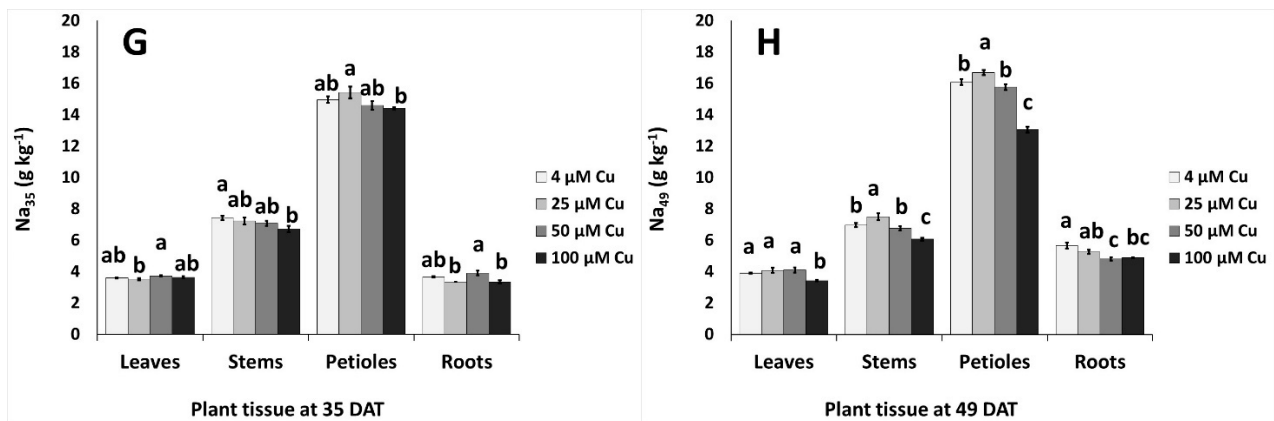 G
Na35 (g kg-1)
20
18
16
14
12
10
8
6
4
2
0
ab b a ab
a ab ab b
ab a ab b
ab b a b
Leaves Stems Petioles Roots
Plant tissue at 35 DAT
4 µM Cu
25 µM Cu
50 µM Cu
100 µM Cu
H
Na49 (g kg-1)
20
18
16
14
12
10
8
6
4
2
0
a a a b
b a b c
b a b c
a ab c bc
Leaves Stems Petioles Roots
Plant tissue at 49 DAT
4 µM Cu
25 µM Cu
50 µM Cu
100 µM Cu